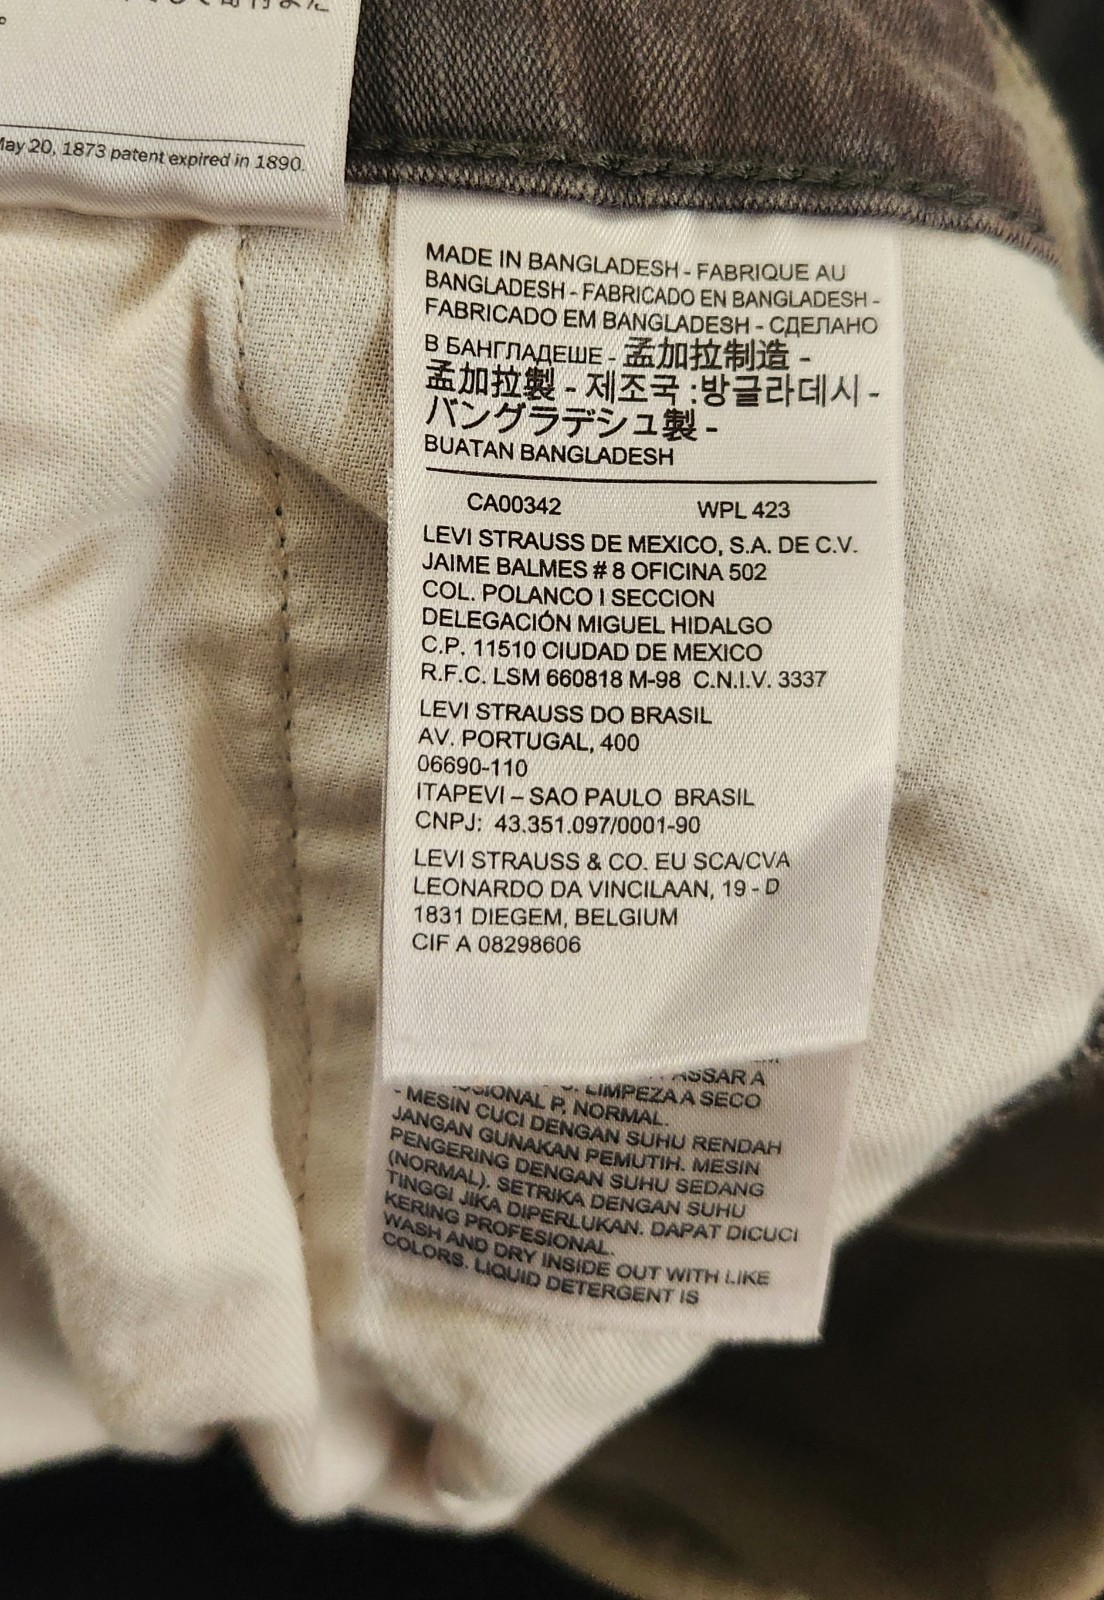 May 20, 1873 patent expired in 1890.
MADE IN BANGLADESH - FABRIQUE AU
BANGLADESH - FABRICADO EN BANGLADESH -
FABRICADO EM BANGLADESH - СДЕЛАНО
В БАНГЛАДЕШЕ - 孟加拉制造 -
孟加拉製 - 제조국 :방글라데시 -
バングラデシュ製 -
BUATAN BANGLADESH
CA00342 WPL 423
LEVI STRAUSS DE MEXICO, S.A. DE C.V.
JAIME BALMES # 8 OFICINA 502
COL. POLANCO I SECCION
DELEGACIÓN MIGUEL HIDALGO
C.P. 11510 CIUDAD DE MEXICO
R.F.C. LSM 660818 M-98 C.N.I.V. 3337
LEVI STRAUSS DO BRASIL
AV. PORTUGAL, 400
06690-110
ITAPEVI – SAO PAULO BRASIL
CNPJ: 43.351.097/0001-90
LEVI STRAUSS & CO. EU SCA/CVA
LEONARDO DA VINCILAAN, 19 - D
1831 DIEGEM, BELGIUM
CIF A 08298606
PASSAR A
LIMPEZA A SECO
P, NORMAL.
- MESIN CUCI DENGAN SUHU RENDAH
JANGAN GUNAKAN PEMUTIH. MESIN
PENGERING DENGAN SUHU SEDANG
(NORMAL). SETRIKA DENGAN SUHU
TINGGI JIKA DIPERLUKAN. DAPAT DICUCI
KERING PROFESIONAL.
WASH AND DRY INSIDE OUT WITH LIKE
COLORS. LIQUID DETERGENT IS